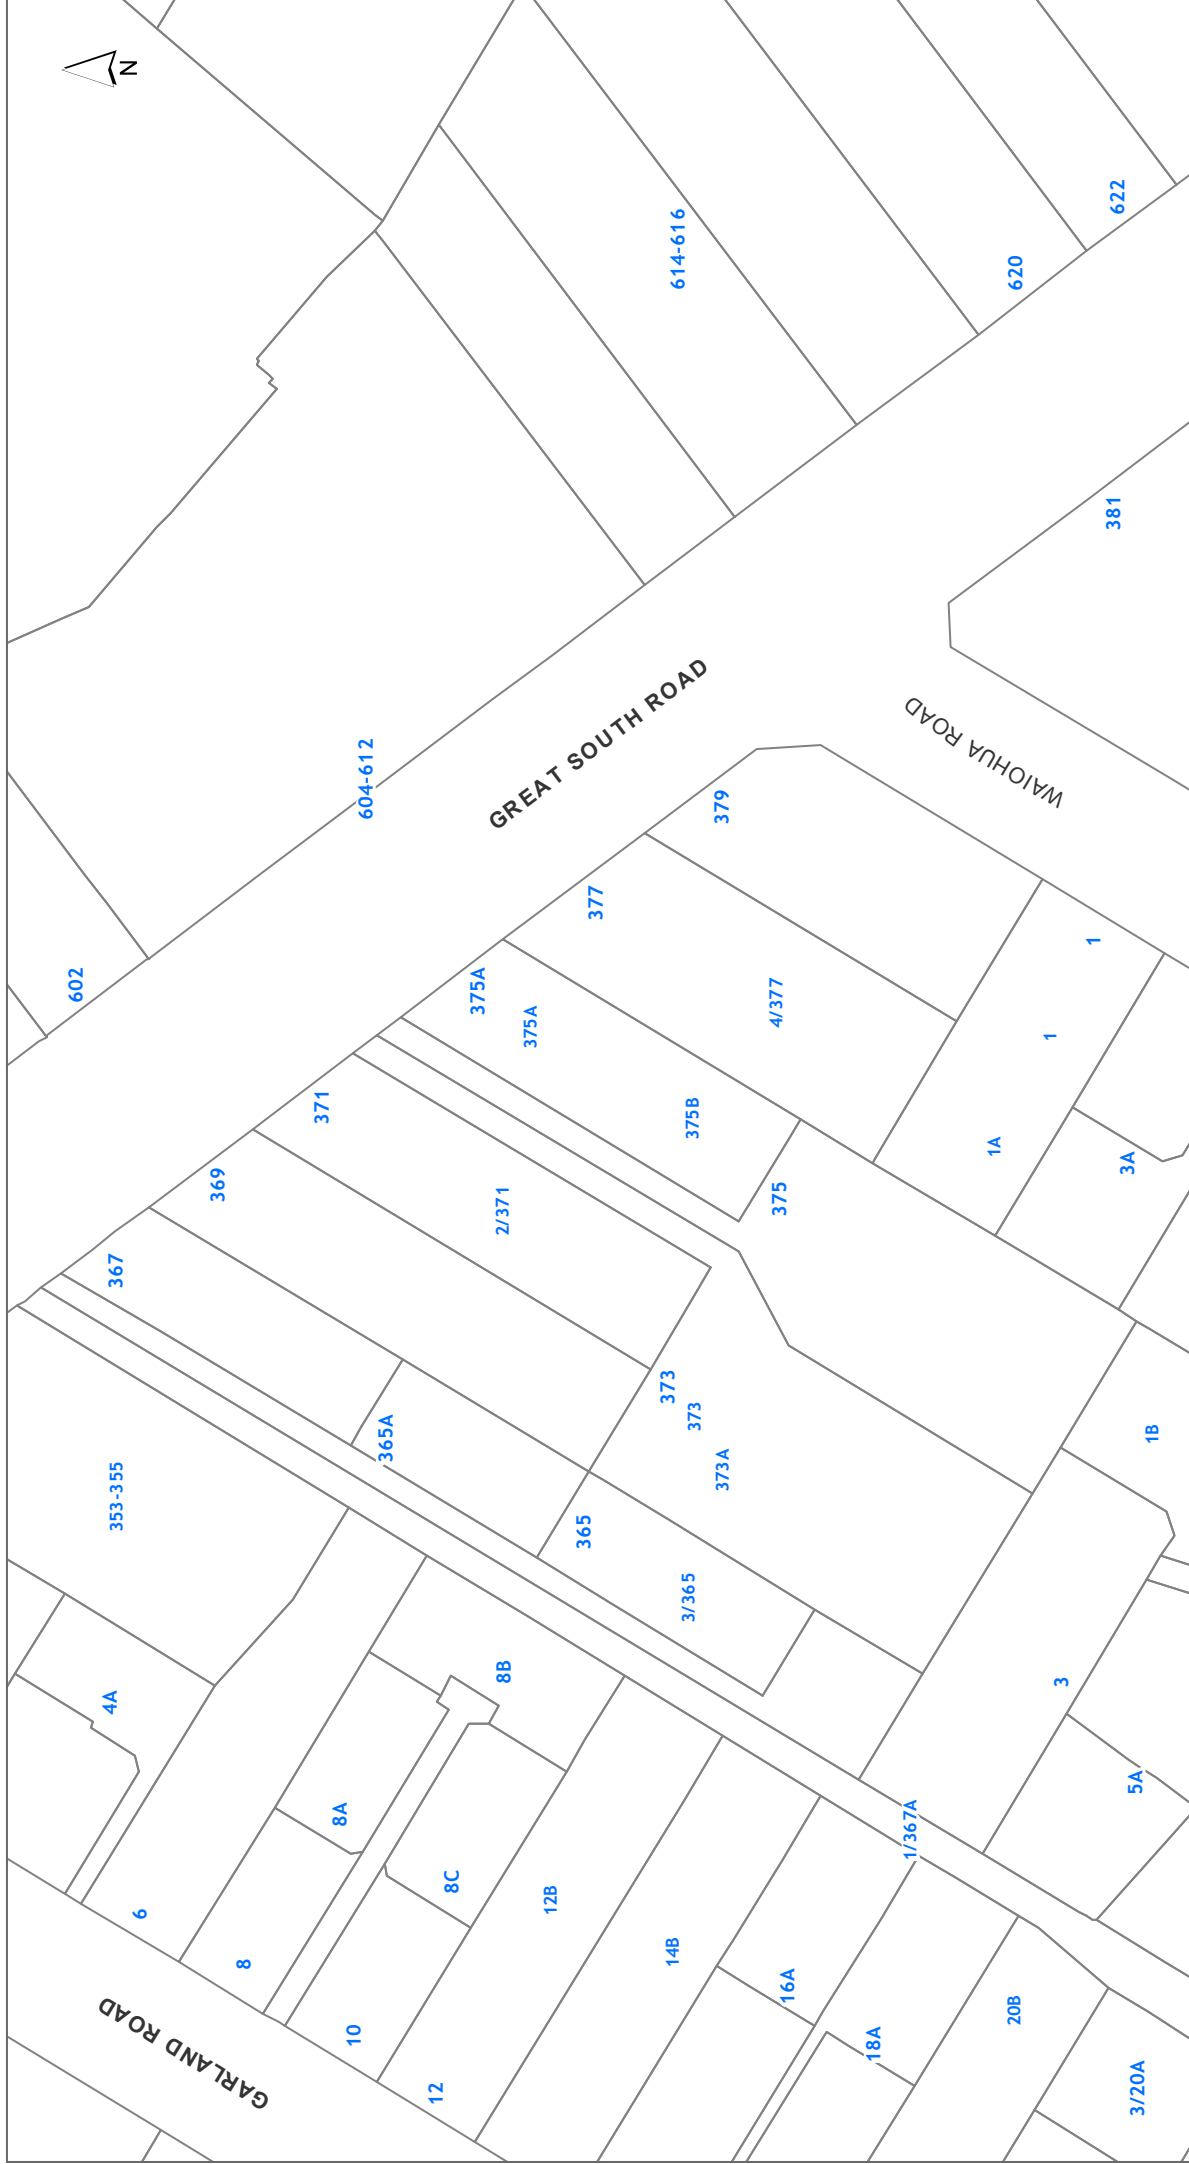 N
614-616
622
620
381
604-612
GREAT SOUTH ROAD
WAIOHUA ROAD
379
377
602
375A
375A
4/377
1
1
371
375B
1A
3A
369
2/371
375
367
373
373
373A
365A
1B
353-355
365
3/365
8B
3
4A
5A
8A
1/367A
8C
12B
6
8
14B
16A
20B
GARLAND ROAD
10
18A
12
3/20A